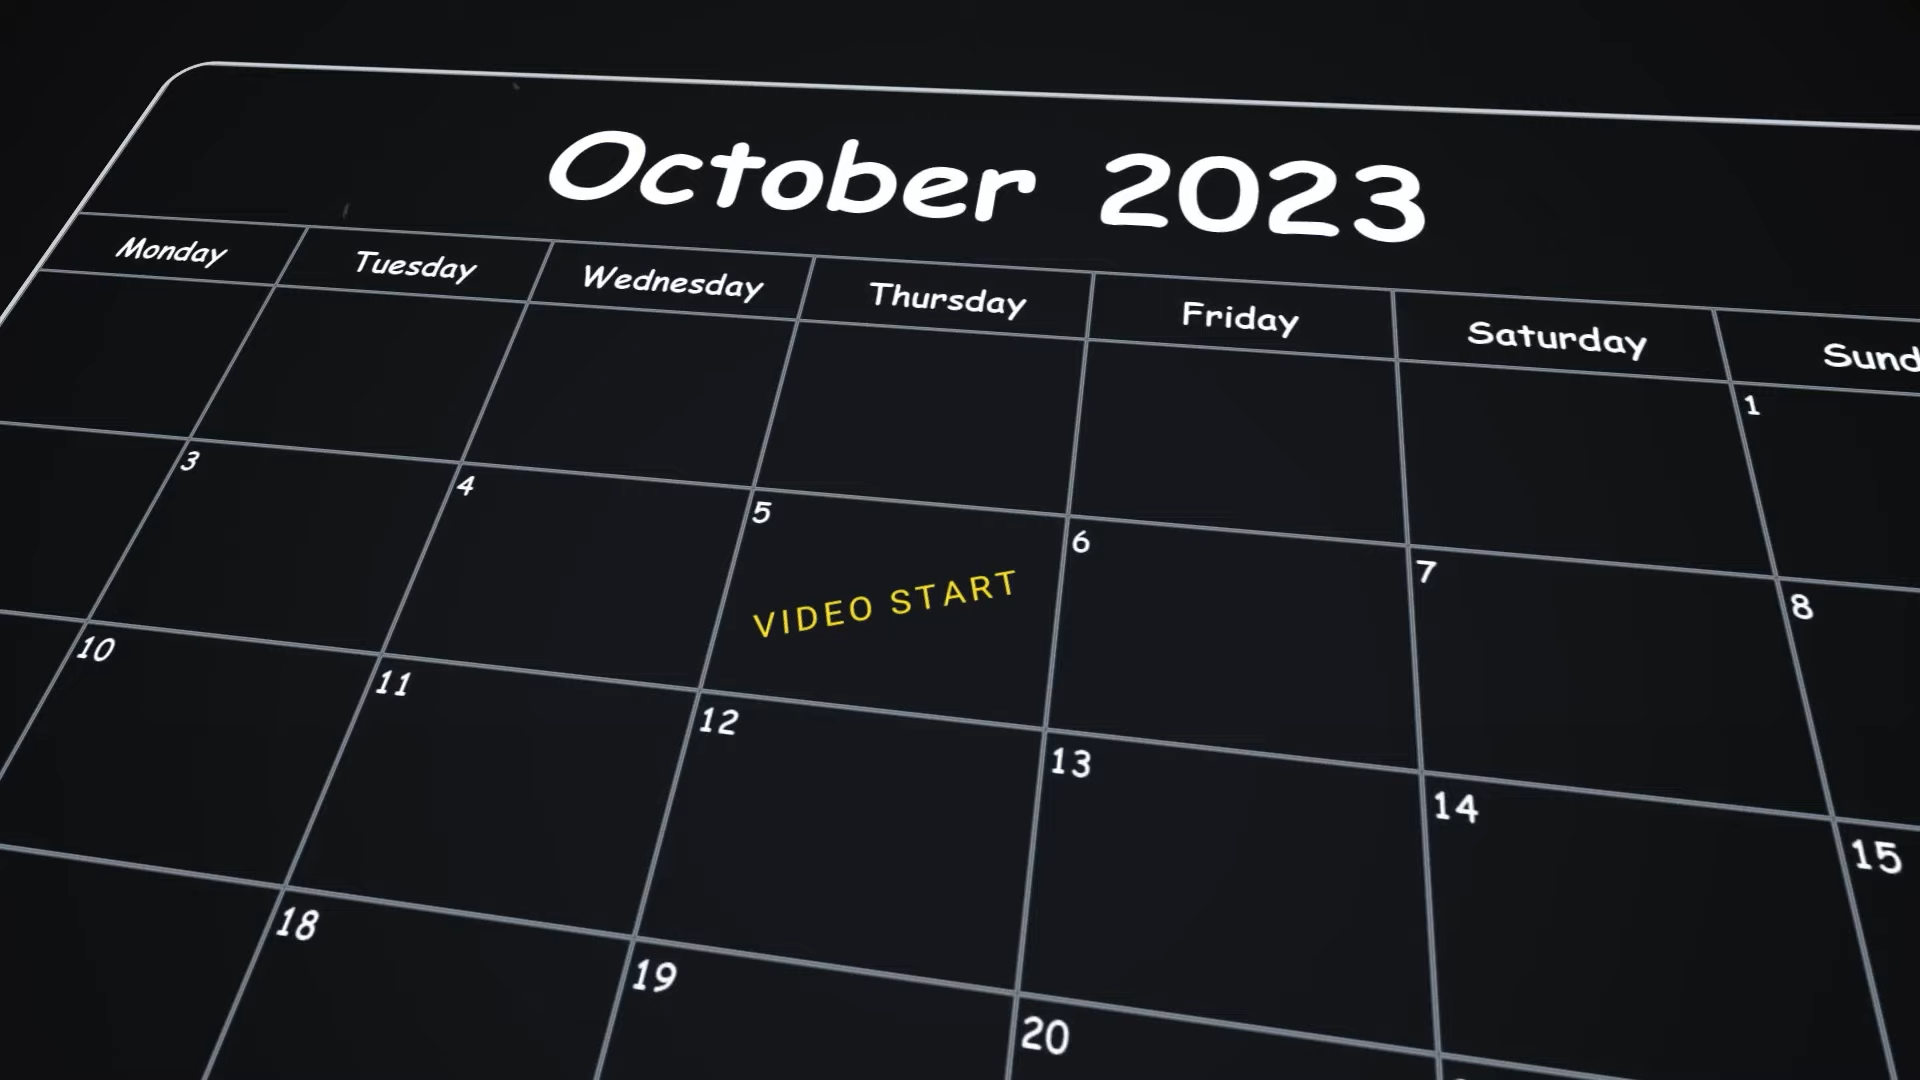 October 2023
Monday Tuesday Wednesday Thursday Friday Saturday Sund
1
3 4 5 6 7 8
VIDEO START
10 11 12 13 14 15
18 19 20